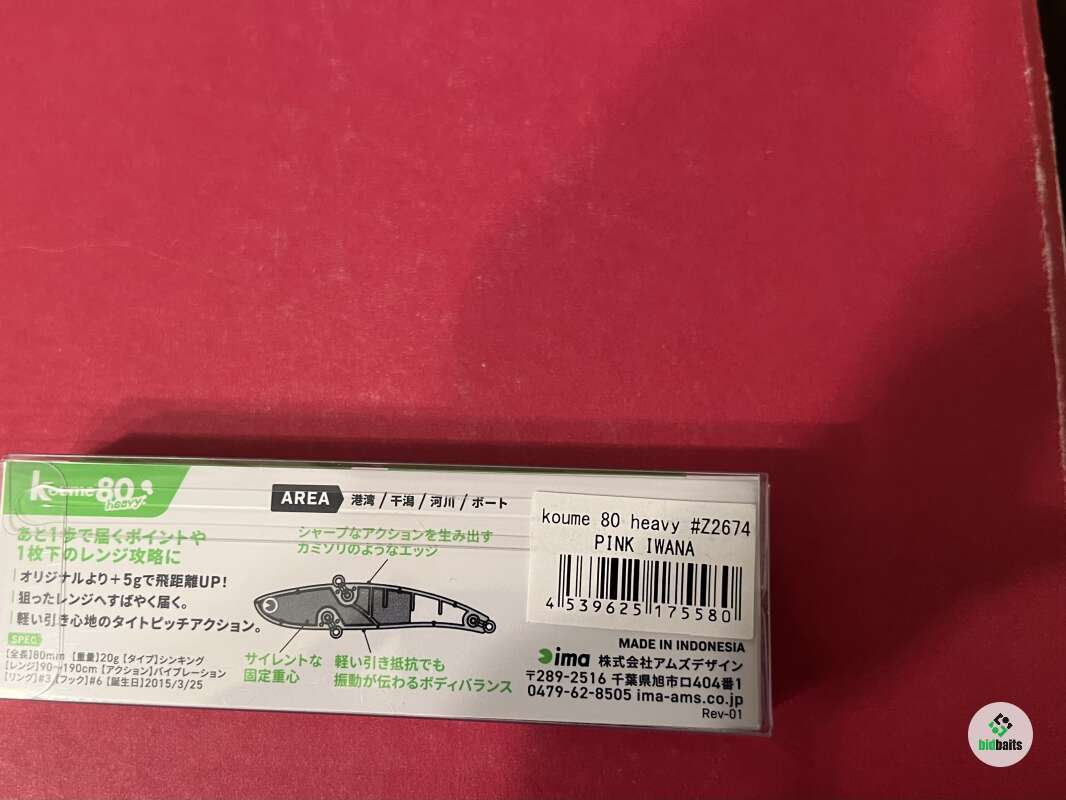 koume 80
heavy
AREA 港湾 / 干潟 / 河川 / ボート
あと1歩で届くポイントや
1枚下のレンジ攻略に
オリジナルより+5gで飛距離UP!
狙ったレンジへすばやく届く。
軽い引き心地のタイトピッチアクション。
SPEC
【全長】80mm 【重量】20g 【タイプ】シンキング
【レンジ】90~190cm 【アクション】バイブレーション
【リング】#3 【フック】#6 【誕生日】2015/3/25
シャープなアクションを生み出す
カミソリのようなエッジ
サイレントな
固定重心
軽い引き抵抗でも
振動が伝わるボディバランス
koume 80 heavy #Z2674
PINK IWANA
4 539625 175580
MADE IN INDONESIA
ima 株式会社アムズデザイン
〒289-2516 千葉県旭市ロ404番1
0479-62-8505 ima-ams.co.jp
Rev-01
bidbaits